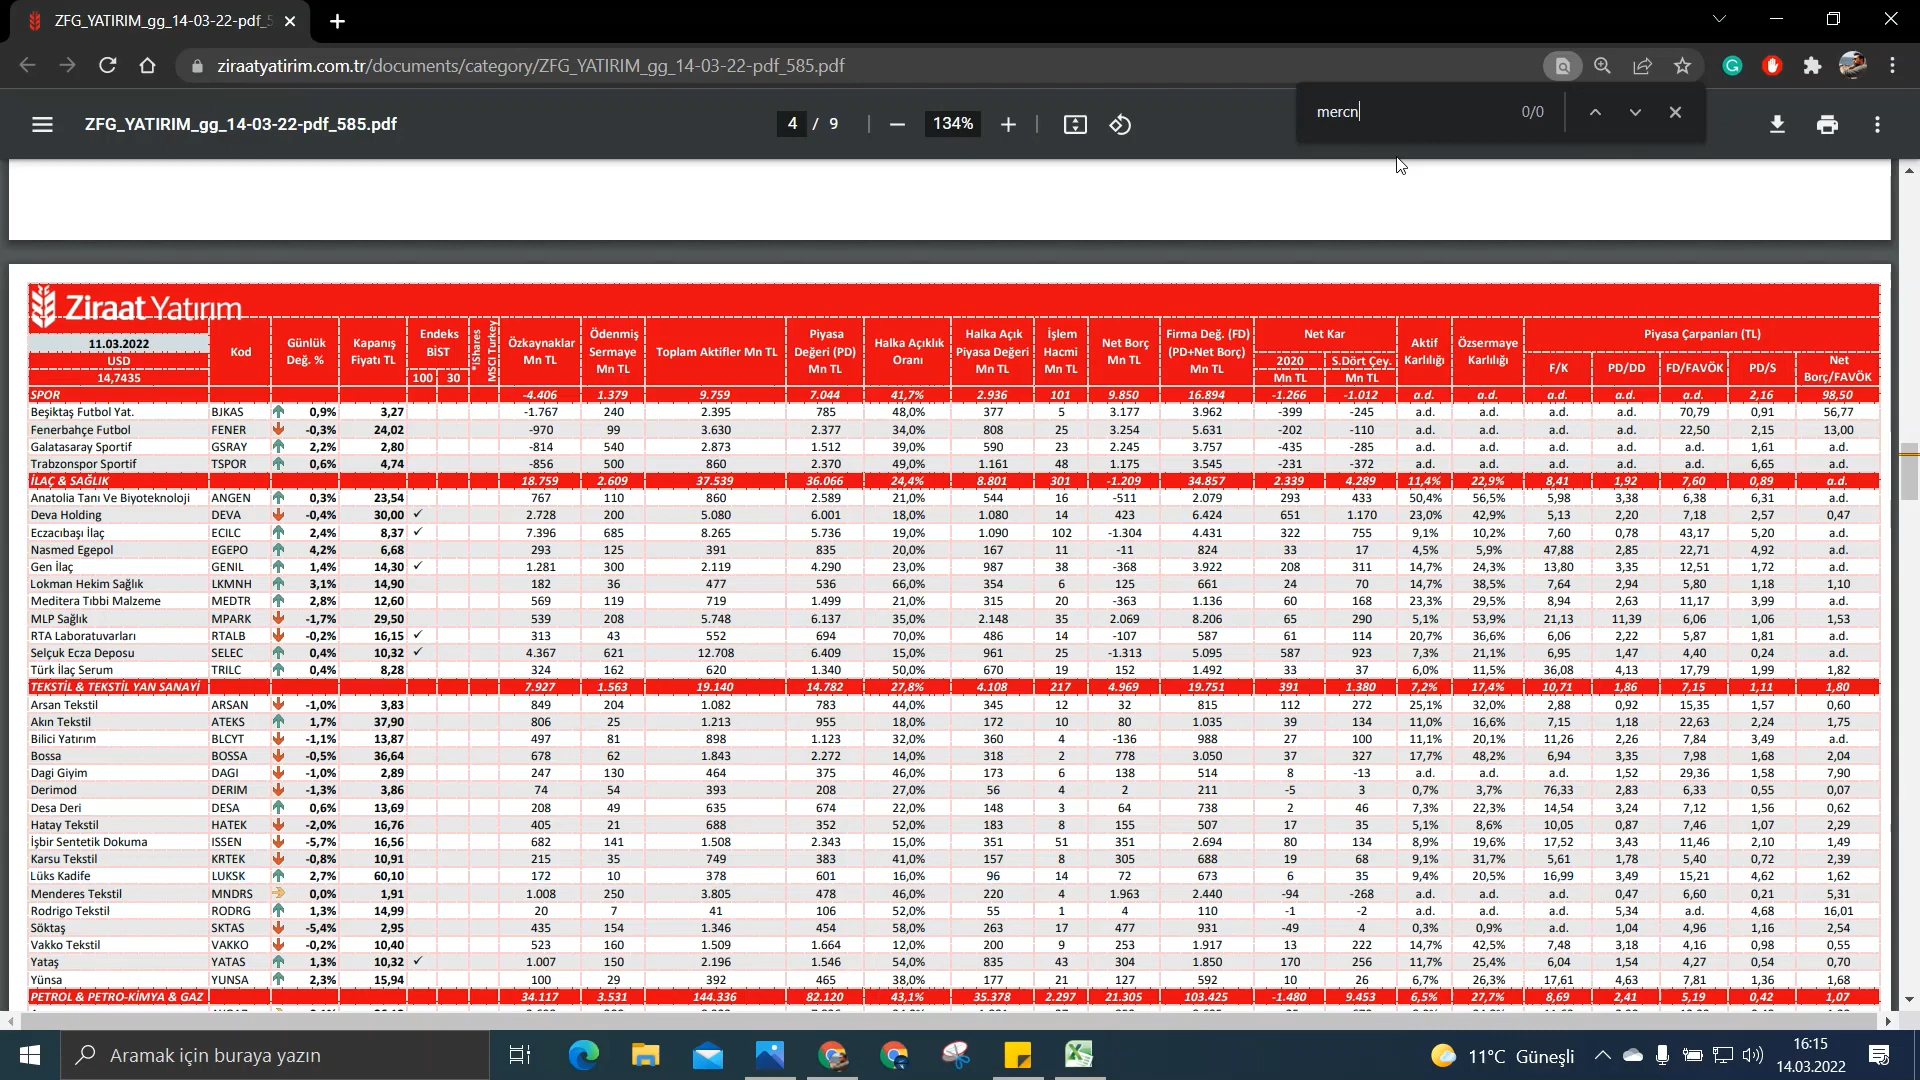 ZFG_YATIRIM_gg_14-03-22-pdf_5
ziraatyatirim.com.tr/documents/category/ZFG_YATIRIM_gg_14-03-22-pdf_585.pdf
mercn 0/0
ZFG_YATIRIM_gg_14-03-22-pdf_585.pdf 4 / 9 134%
Ziraat Yatırım
11.03.2022
USD
14,7435
Kod
Günlük Değ. %
Kapanış Fiyatı TL
Endeks BİST 100 30
*iShares MSCI Turkey
Özkaynaklar Mn TL
Ödenmiş Sermaye Mn TL
Toplam Aktifler Mn TL
Piyasa Değeri (PD) Mn TL
Halka Açıklık Oranı
Halka Açık Piyasa Değeri Mn TL
İşlem Hacmi Mn TL
Net Borç Mn TL
Firma Değ. (FD) (PD+Net Borç) Mn TL
Net Kar
2020 Mn TL
S.Dört Çey. Mn TL
Aktif Karlılığı
Özsermaye Karlılığı
Piyasa Çarpanları (TL)
F/K PD/DD FD/FAVÖK PD/S Net Borç/FAVÖK
SPOR -4.406 1.379 9.759 7.044 41,7% 2.936 101 9.850 16.894 -1.266 -1.012 a.d. a.d. a.d. a.d. a.d. 2,16 98,50
Beşiktaş Futbol Yat. BJKAS 0,9% 3,27 -1.767 240 2.395 785 48,0% 377 5 3.177 3.962 -399 -245 a.d. a.d. a.d. a.d. 70,79 0,91 56,77
Fenerbahçe Futbol FENER -0,3% 24,02 -970 99 3.630 2.377 34,0% 808 25 3.254 5.631 -202 -110 a.d. a.d. a.d. a.d. 22,50 2,15 13,00
Galatasaray Sportif GSRAY 2,2% 2,80 -814 540 2.873 1.512 39,0% 590 23 2.245 3.757 -435 -285 a.d. a.d. a.d. a.d. a.d. 1,61 a.d.
Trabzonspor Sportif TSPOR 0,6% 4,74 -856 500 860 2.370 49,0% 1.161 48 1.175 3.545 -231 -372 a.d. a.d. a.d. a.d. a.d. 6,65 a.d.
İLAÇ & SAĞLIK 18.759 2.609 37.539 36.066 24,4% 8.801 301 -1.209 34.857 2.339 4.289 11,4% 22,9% 8,41 1,92 7,60 0,89 a.d.
Anatolia Tanı Ve Biyoteknoloji ANGEN 0,3% 23,54 767 110 860 2.589 21,0% 544 16 -511 2.079 293 433 50,4% 56,5% 5,98 3,38 6,38 6,31 a.d.
Deva Holding DEVA -0,4% 30,00 ✓ 2.728 200 5.080 6.001 18,0% 1.080 14 423 6.424 651 1.170 23,0% 42,9% 5,13 2,20 7,18 2,57 0,47
Eczacıbaşı İlaç ECILC 2,4% 8,37 ✓ 7.396 685 8.265 5.736 19,0% 1.090 102 -1.304 4.431 322 755 9,1% 10,2% 7,60 0,78 43,17 5,20 a.d.
Nasmed Egepol EGEPO 4,2% 6,68 293 125 391 835 20,0% 167 11 -11 824 33 17 4,5% 5,9% 47,88 2,85 22,71 4,92 a.d.
Gen İlaç GENIL 1,4% 14,30 ✓ 1.281 300 2.119 4.290 23,0% 987 38 -368 3.922 208 311 14,7% 24,3% 13,80 3,35 12,51 1,72 a.d.
Lokman Hekim Sağlık LKMNH 3,1% 14,90 182 36 477 536 66,0% 354 6 125 661 24 70 14,7% 38,5% 7,64 2,94 5,80 1,18 1,10
Meditera Tıbbi Malzeme MEDTR 2,8% 12,60 569 119 719 1.499 21,0% 315 20 -363 1.136 60 168 23,3% 29,5% 8,94 2,63 11,17 3,99 a.d.
MLP Sağlık MPARK -1,7% 29,50 539 208 5.748 6.137 35,0% 2.148 35 2.069 8.206 65 290 5,1% 53,9% 21,13 11,39 6,06 1,06 1,53
RTA Laboratuvarları RTALB -0,2% 16,15 ✓ 313 43 552 694 70,0% 486 14 -107 587 61 114 20,7% 36,6% 6,06 2,22 5,87 1,81 a.d.
Selçuk Ecza Deposu SELEC 0,4% 10,32 ✓ 4.367 621 12.708 6.409 15,0% 961 25 -1.313 5.095 587 923 7,3% 21,1% 6,95 1,47 4,40 0,24 a.d.
Türk İlaç Serum TRILC 0,4% 8,28 324 162 620 1.340 50,0% 670 19 152 1.492 33 37 6,0% 11,5% 36,08 4,13 17,79 1,99 1,82
TEKSTİL & TEKSTİL YAN SANAYİ 7.927 1.563 19.140 14.782 27,8% 4.108 217 4.969 19.751 391 1.380 7,2% 17,4% 10,71 1,86 7,15 1,11 1,80
Arsan Tekstil ARSAN -1,0% 3,83 849 204 1.082 783 44,0% 345 12 32 815 112 272 25,1% 32,0% 2,88 0,92 15,35 1,57 0,60
Akın Tekstil ATEKS 1,7% 37,90 806 25 1.213 955 18,0% 172 10 80 1.035 39 134 11,0% 16,6% 7,15 1,18 22,63 2,24 1,75
Bilici Yatırım BLCYT -1,1% 13,87 497 81 898 1.123 32,0% 360 4 -136 988 27 100 11,1% 20,1% 11,26 2,26 7,84 3,49 a.d.
Bossa BOSSA -0,5% 36,64 678 62 1.843 2.272 14,0% 318 2 778 3.050 37 327 17,7% 48,2% 6,94 3,35 7,98 1,68 2,04
Dagi Giyim DAGI -1,0% 2,89 247 130 464 375 46,0% 173 6 138 514 8 -13 a.d. a.d. a.d. 1,52 29,36 1,58 7,90
Derimod DERIM -1,3% 3,86 74 54 393 208 27,0% 56 4 2 211 -5 3 0,7% 3,7% 76,33 2,83 6,33 0,55 0,07
Desa Deri DESA 0,6% 13,69 208 49 635 674 22,0% 148 3 64 738 2 46 7,3% 22,3% 14,54 3,24 7,12 1,56 0,62
Hatay Tekstil HATEK -2,0% 16,76 405 21 688 352 52,0% 183 8 155 507 17 35 5,1% 8,6% 10,05 0,87 7,46 1,07 2,29
İşbir Sentetik Dokuma ISSEN -5,7% 16,56 682 141 1.508 2.343 15,0% 351 51 351 2.694 80 134 8,9% 19,6% 17,52 3,43 11,46 2,10 1,49
Karsu Tekstil KRTEK -0,8% 10,91 215 35 749 383 41,0% 157 8 305 688 19 68 9,1% 31,7% 5,61 1,78 5,40 0,72 2,39
Lüks Kadife LUKSK 2,7% 60,10 172 10 378 601 16,0% 96 14 72 673 6 35 9,4% 20,5% 16,99 3,49 15,21 4,62 1,62
Menderes Tekstil MNDRS 0,0% 1,91 1.008 250 3.805 478 46,0% 220 4 1.963 2.440 -94 -268 a.d. a.d. a.d. 0,47 6,60 0,21 5,31
Rodrigo Tekstil RODRG 1,3% 14,99 20 7 41 106 52,0% 55 1 4 110 -1 -2 a.d. a.d. a.d. 5,34 a.d. 4,68 16,01
Söktaş SKTAS -5,4% 2,95 435 154 1.346 454 58,0% 263 17 477 931 -49 4 0,3% 0,9% a.d. 1,04 4,96 1,16 2,54
Vakko Tekstil VAKKO -0,2% 10,40 523 160 1.509 1.664 12,0% 200 9 253 1.917 13 222 14,7% 42,5% 7,48 3,18 4,16 0,98 0,55
Yataş YATAS 1,3% 10,32 ✓ 1.007 150 2.196 1.546 54,0% 835 43 304 1.850 170 256 11,7% 25,4% 6,04 1,54 4,27 0,54 0,70
Yünsa YUNSA 2,3% 15,94 100 29 392 465 38,0% 177 21 127 592 10 26 6,7% 26,3% 17,61 4,63 7,81 1,36 1,68
PETROL & PETRO-KİMYA & GAZ 34.117 3.531 144.336 82.120 43,1% 35.378 2.297 21.305 103.425 -1.480 9.453 6,5% 27,7% 8,69 2,41 5,19 0,42 1,07
Aramak için buraya yazın
11°C Güneşli
16:15
14.03.2022